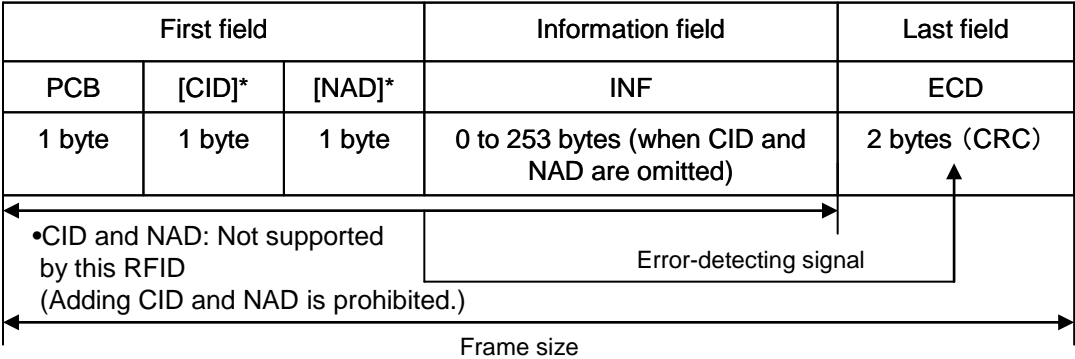 First field Information field Last field
PCB [CID]* [NAD]* INF ECD
1 byte 1 byte 1 byte 0 to 253 bytes (when CID and 2 bytes （CRC）
NAD are omitted)
•CID and NAD: Not supported
by this RFID
Error-detecting signal
(Adding CID and NAD is prohibited.)
Frame size